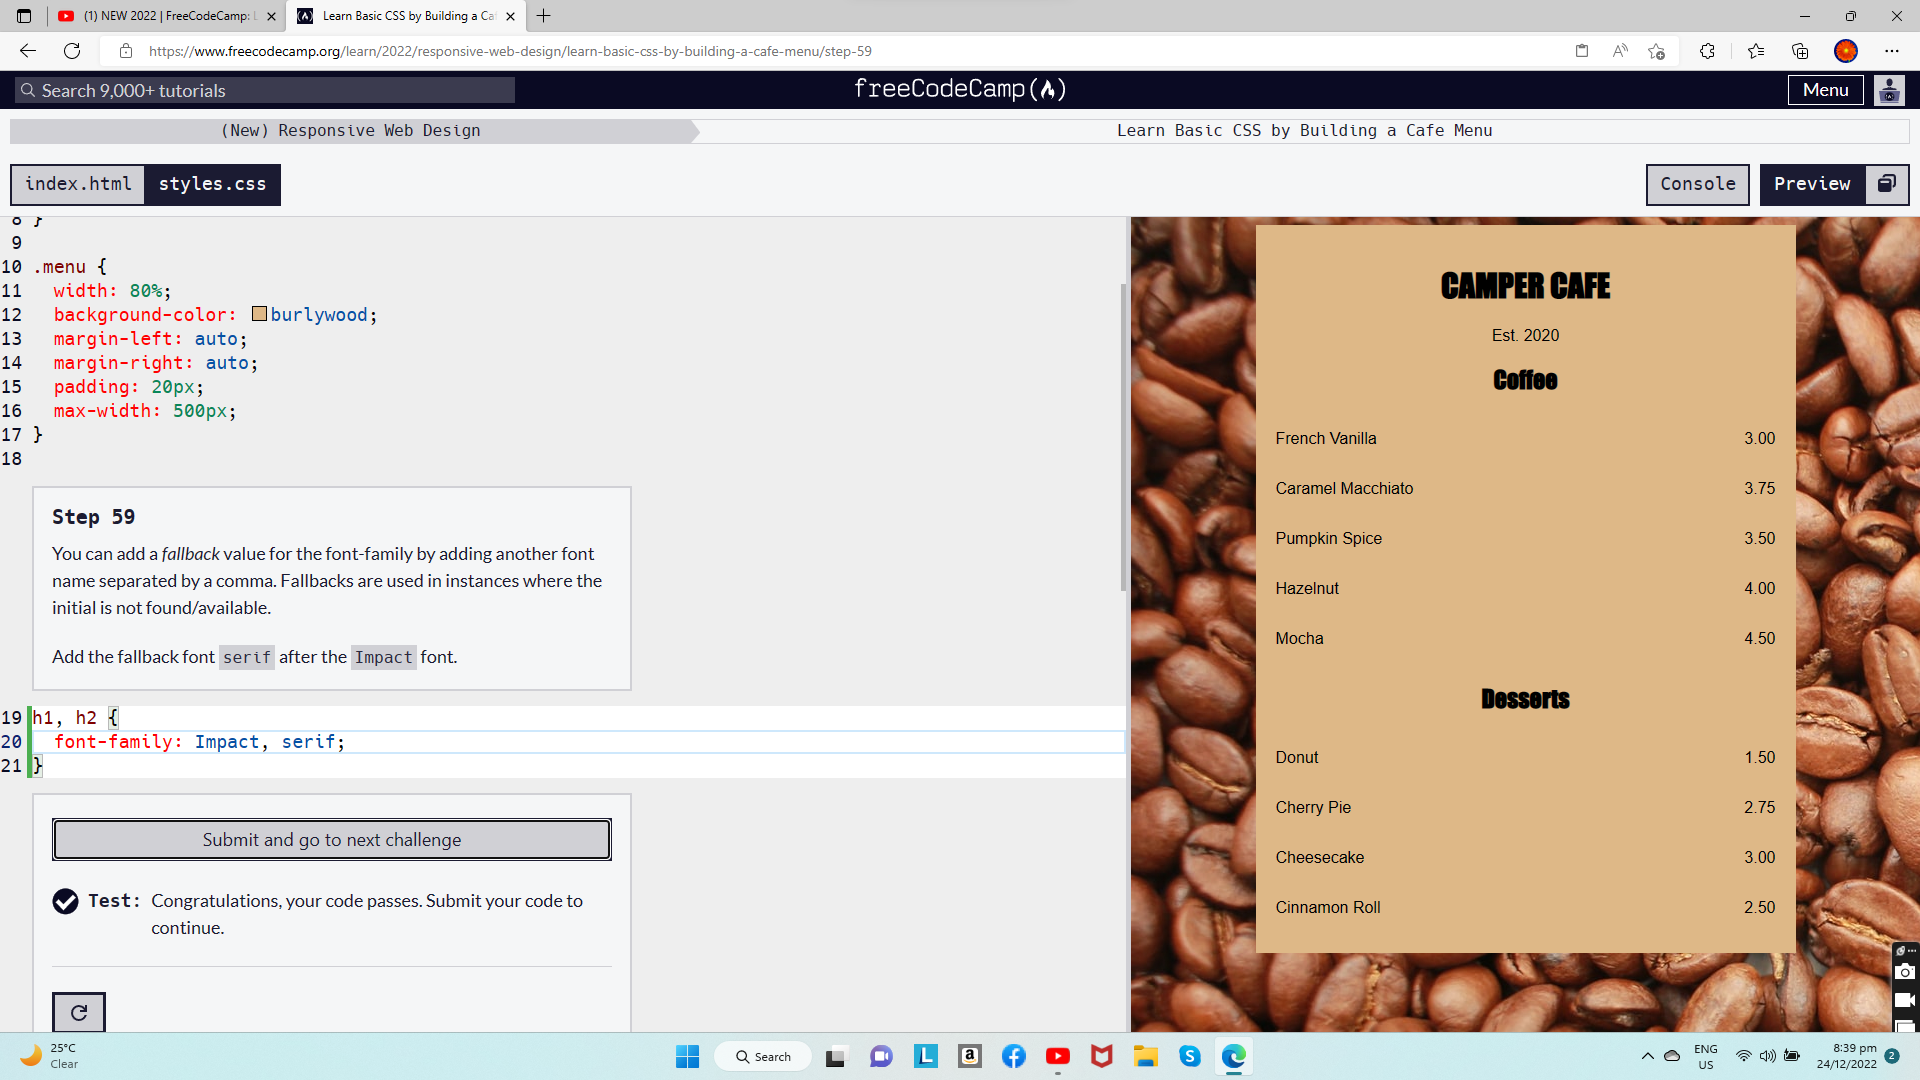 (1) NEW 2022 | FreeCodeCamp:
Learn Basic CSS by Building a Caf
https://www.freecodecamp.org/learn/2022/responsive-web-design/learn-basic-css-by-building-a-cafe-menu/step-59
Search 9,000+ tutorials
freeCodeCamp
Menu
(New) Responsive Web Design
Learn Basic CSS by Building a Cafe Menu
index.html
styles.css
Console
Preview
8 }
9
10 .menu {
11 width: 80%;
12 background-color: burlywood;
13 margin-left: auto;
14 margin-right: auto;
15 padding: 20px;
16 max-width: 500px;
17 }
18
Step 59
You can add a fallback value for the font-family by adding another font
name separated by a comma. Fallbacks are used in instances where the
initial is not found/available.
Add the fallback font serif after the Impact font.
19 h1, h2 {
20 font-family: Impact, serif;
21 }
Submit and go to next challenge
Test: Congratulations, your code passes. Submit your code to
continue.
CAMPER CAFE
Est. 2020
Coffee
French Vanilla 3.00
Caramel Macchiato 3.75
Pumpkin Spice 3.50
Hazelnut 4.00
Mocha 4.50
Desserts
Donut 1.50
Cherry Pie 2.75
Cheesecake 3.00
Cinnamon Roll 2.50
25°C
Clear
Search
ENG
US
8:39 pm
24/12/2022
2